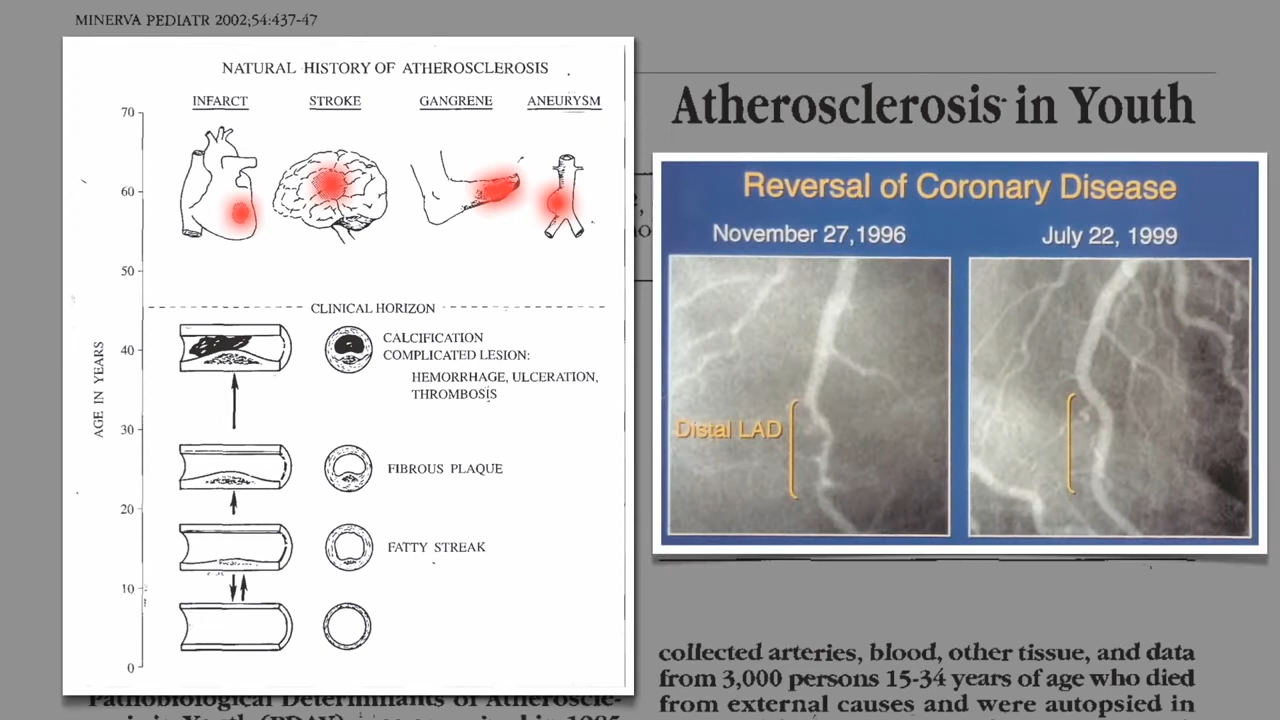 MINERVA PEDIATR 2002;54:437-47
NATURAL HISTORY OF ATHEROSCLEROSIS
INFARCT STROKE GANGRENE ANEURYSM
70
60
50
CLINICAL HORIZON
CALCIFICATION
40
COMPLICATED LESION:
HEMORRHAGE, ULCERATION,
THROMBOSIS
AGE IN YEARS
30
FIBROUS PLAQUE
20
FATTY STREAK
10
0
Atherosclerosis in Youth
Reversal of Coronary Disease
November 27,1996 July 22, 1999
Distal LAD
collected arteries, blood, other tissue, and data
from 3,000 persons 15-34 years of age who died
from external causes and were autopsied in
Pathobiological Determinants of Atheroscle-